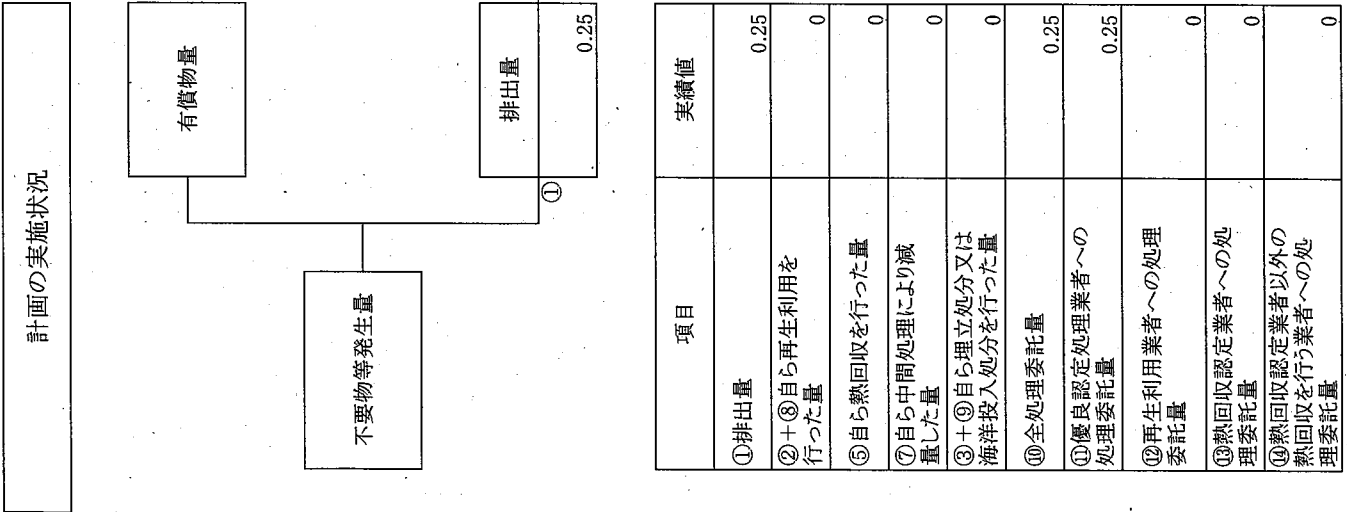 計画の実施状況
不要物等発生量
有償物量
排出量
①
0.25
項目
実績値
①排出量
0.25
②+⑧自ら再生利用を
行った量
0
⑤自ら熱回収を行った量
0
⑦自ら中間処理により減
量した量
0
③+⑨自ら埋立処分又は
海洋投入処分を行った量
0
⑩全処理委託量
0.25
⑪優良認定処理業者への
処理委託量
0.25
⑫再生利用業者への処理
委託量
0
⑬熱回収認定業者への処
理委託量
0
⑭熱回収認定業者以外の
熱回収を行う業者への処
理委託量
0